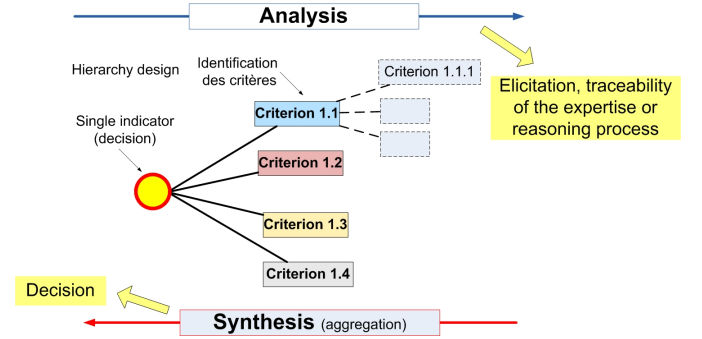 Analysis
Identification
des critères
Criterion 1.1.1
Hierarchy design
Elicitation, traceability
of the expertise or
reasoning process
Criterion 1.1
Single indicator
(decision)
Criterion 1.2
Criterion 1.3
Criterion 1.4
Decision
Synthesis (aggregation)